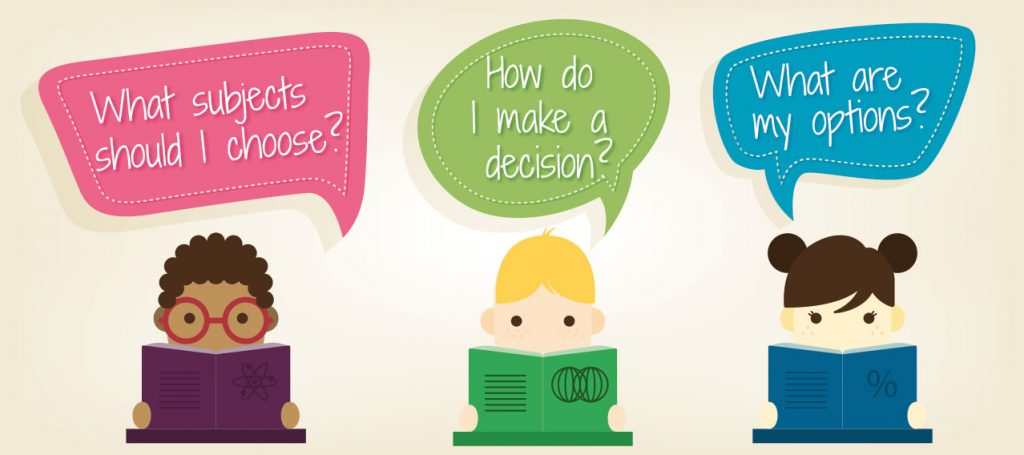 What subjects
should I choose?
How do
I make a
decision?
What are
my options?
%